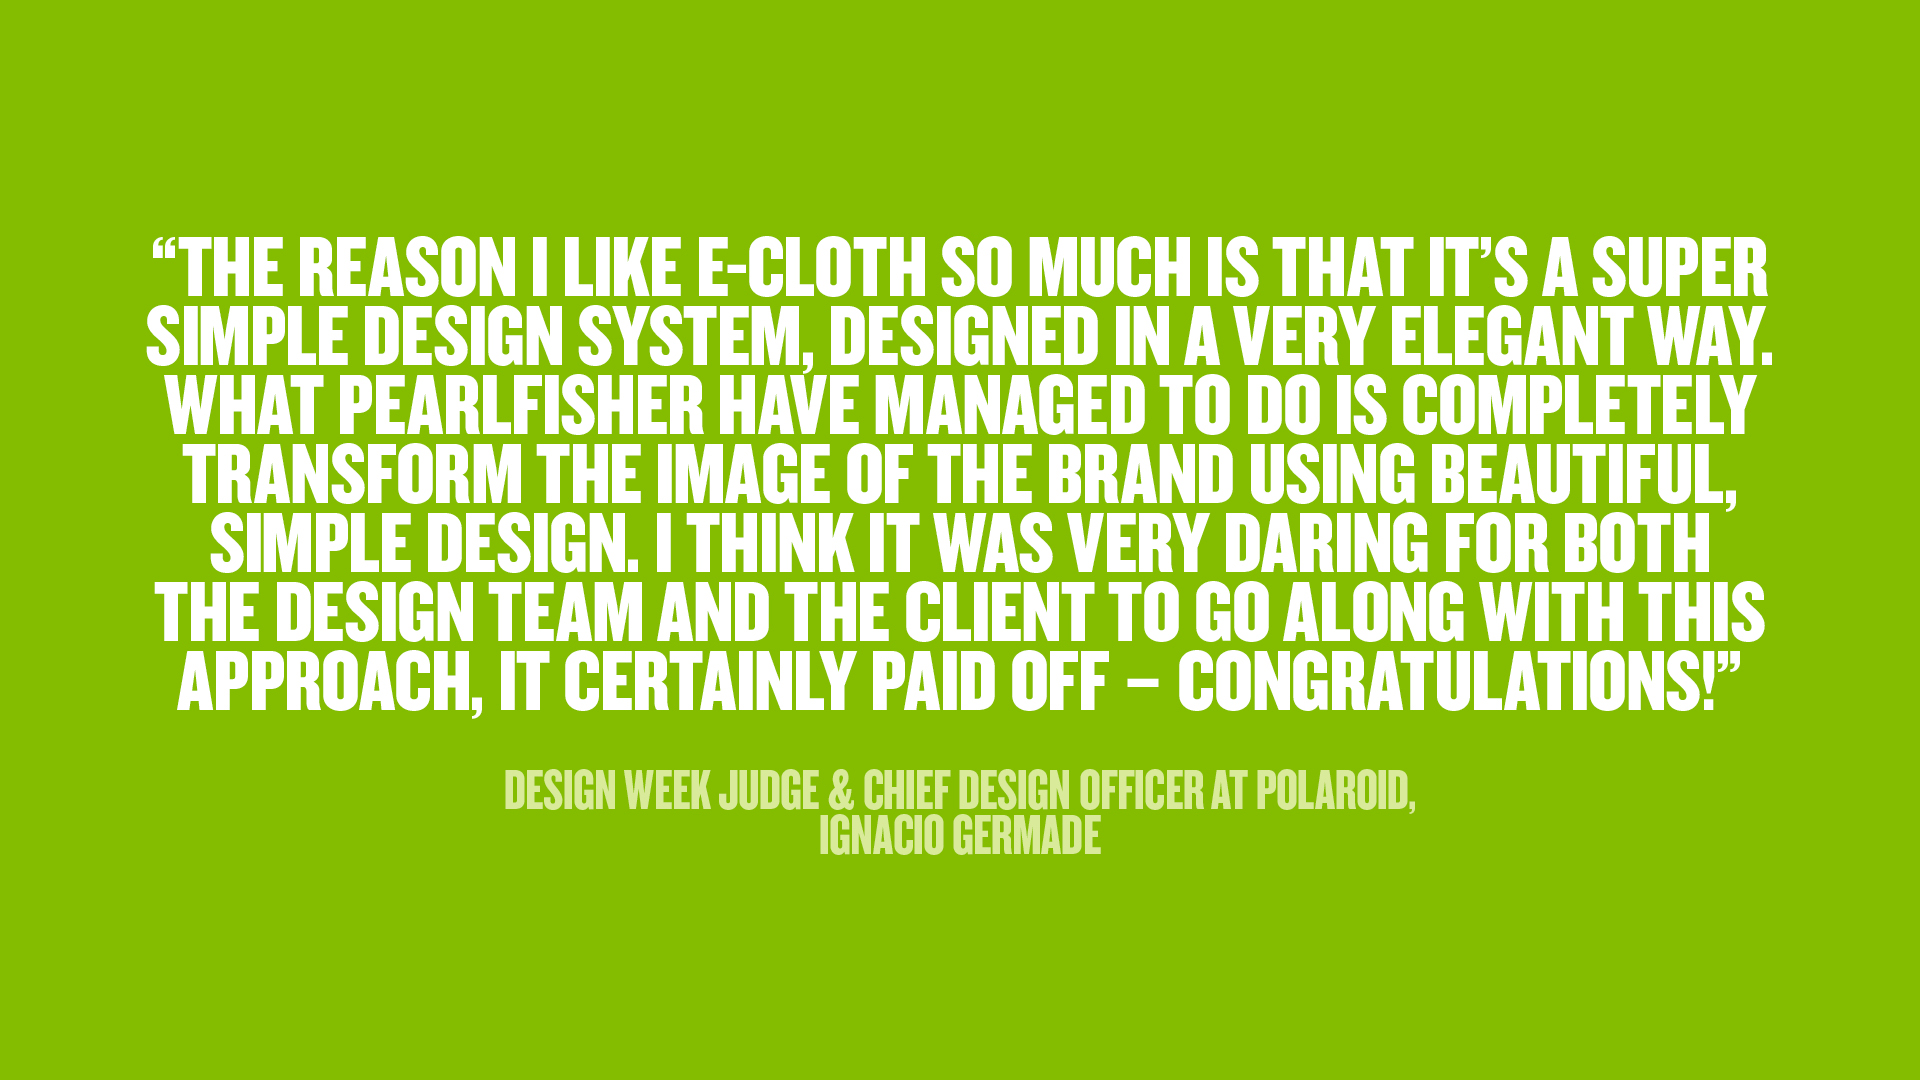 “THE REASON I LIKE E-CLOTH SO MUCH IS THAT IT’S A SUPER
SIMPLE DESIGN SYSTEM, DESIGNED IN A VERY ELEGANT WAY.
WHAT PEARLFISHER HAVE MANAGED TO DO IS COMPLETELY
TRANSFORM THE IMAGE OF THE BRAND USING BEAUTIFUL,
SIMPLE DESIGN. I THINK IT WAS VERY DARING FOR BOTH
THE DESIGN TEAM AND THE CLIENT TO GO ALONG WITH THIS
APPROACH, IT CERTAINLY PAID OFF – CONGRATULATIONS!”
DESIGN WEEK JUDGE & CHIEF DESIGN OFFICER AT POLAROID,
IGNACIO GERMADE